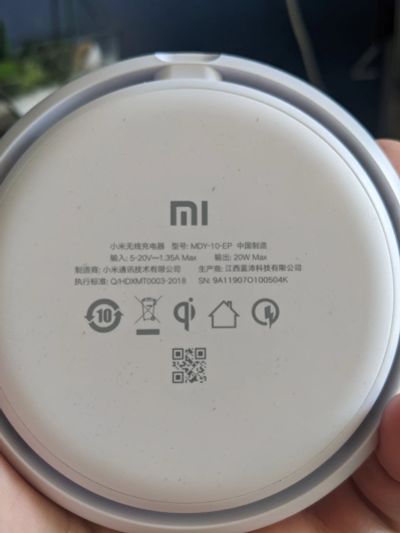 mi
小米无线充电器 型号: MDY-10-EP 中国制造
输入: 5-20V⎓1.35A Max 输出: 20W Max
制造商: 小米通讯技术有限公司 生产商: 江西蓝沛科技有限公司
执行标准: Q/HDXMT0003-2018 SN: 9A11907O100504K
10 qi